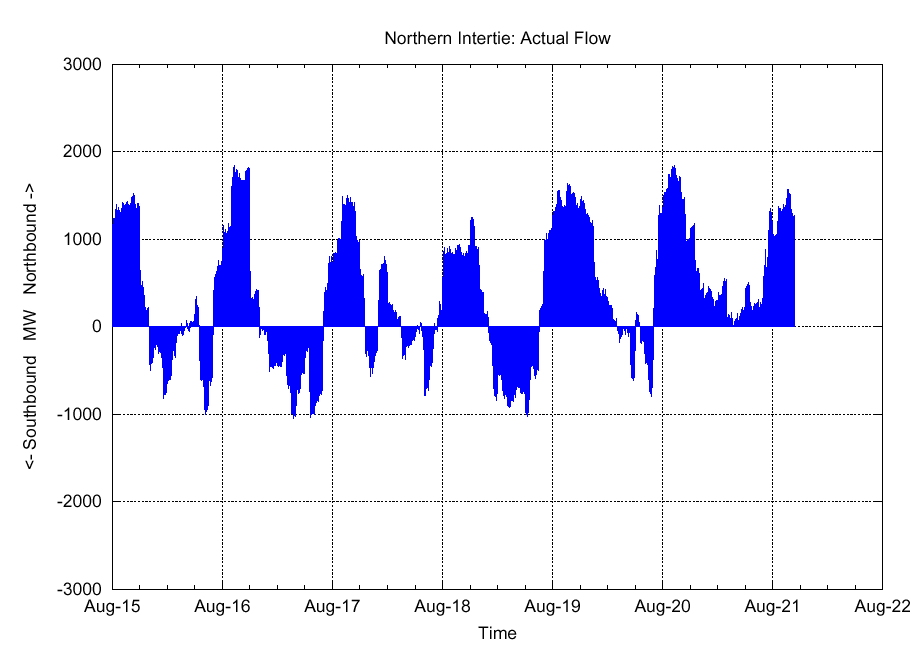 Northern Intertie: Actual Flow
3000
2000
1000
0
-1000
-2000
-3000
<- Southbound   MW   Northbound ->
Aug-15 Aug-16 Aug-17 Aug-18 Aug-19 Aug-20 Aug-21 Aug-22
Time